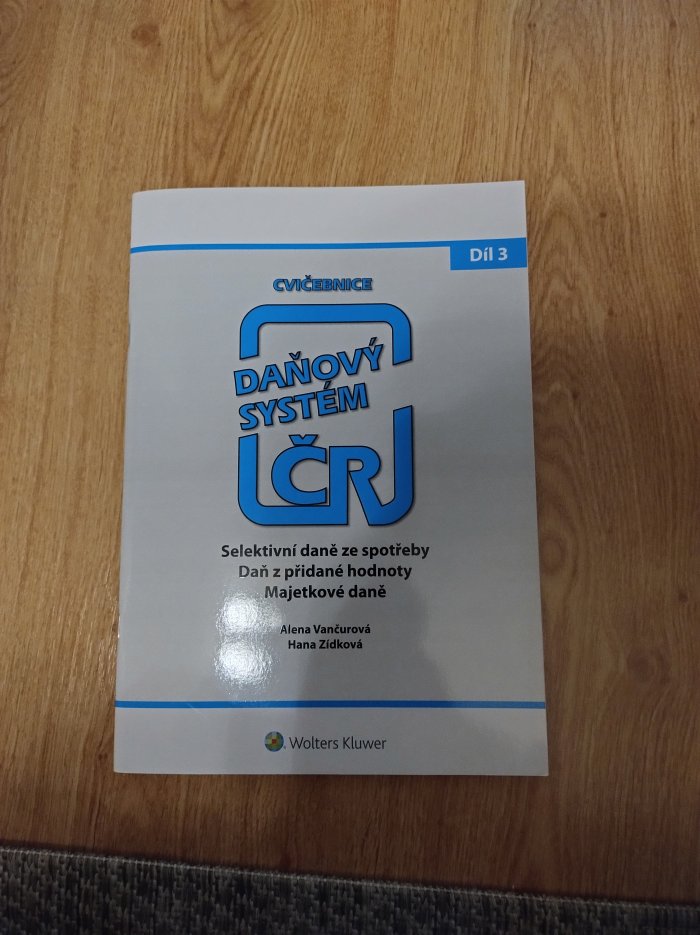 Díl 3
CVIČEBNICE
DAŇOVÝ
SYSTÉM
ČR
Selektivní daně ze spotřeby
Daň z přidané hodnoty
Majetkové daně
Alena Vančurová
Hana Zídková
Wolters Kluwer